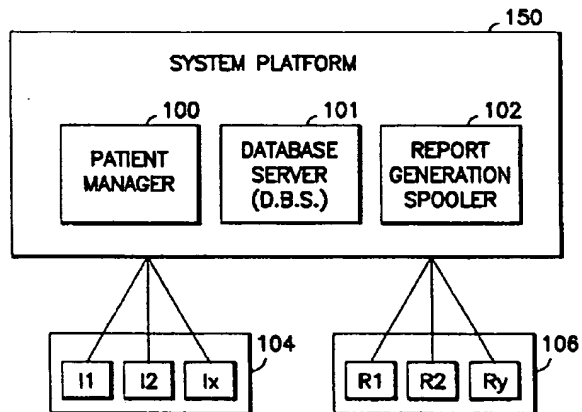 150
SYSTEM PLATFORM
100
101
102
PATIENT
MANAGER
DATABASE
SERVER
(D.B.S.)
REPORT
GENERATION
SPOOLER
104
106
I1
I2
Ix
R1
R2
Ry